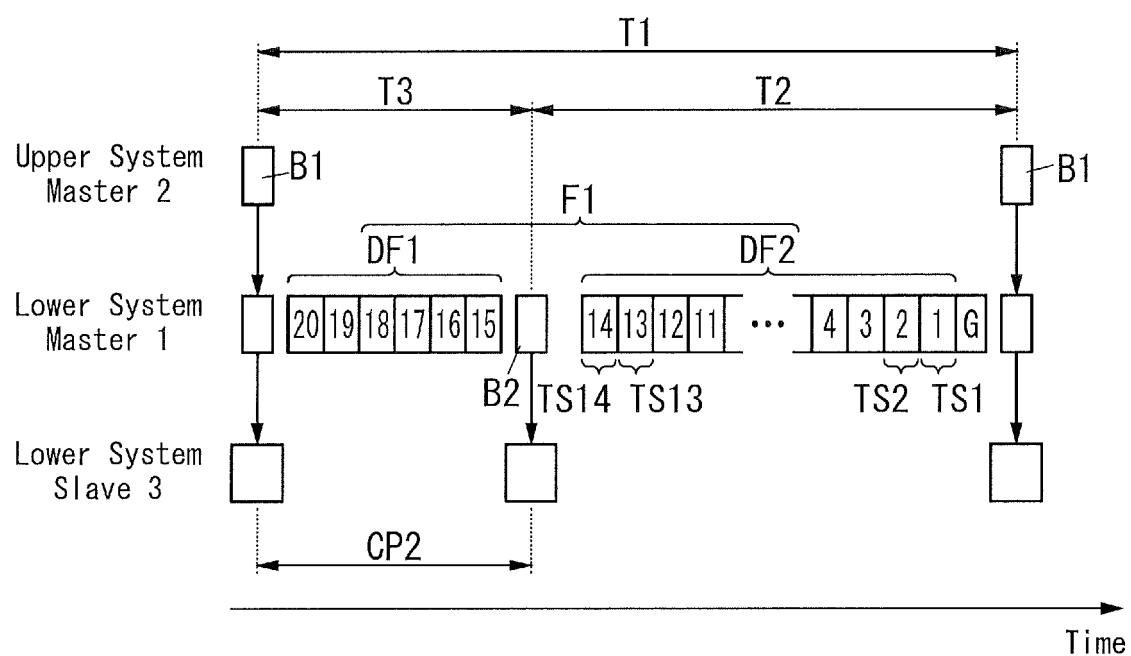 T1
T3 T2
Upper System
Master 2
B1 B1
F1
DF1 DF2
Lower System
Master 1
20 19 18 17 16 15 14 13 12 11 ••• 4 3 2 1 G
B2 TS14 TS13 TS2 TS1
Lower System
Slave 3
CP2
Time